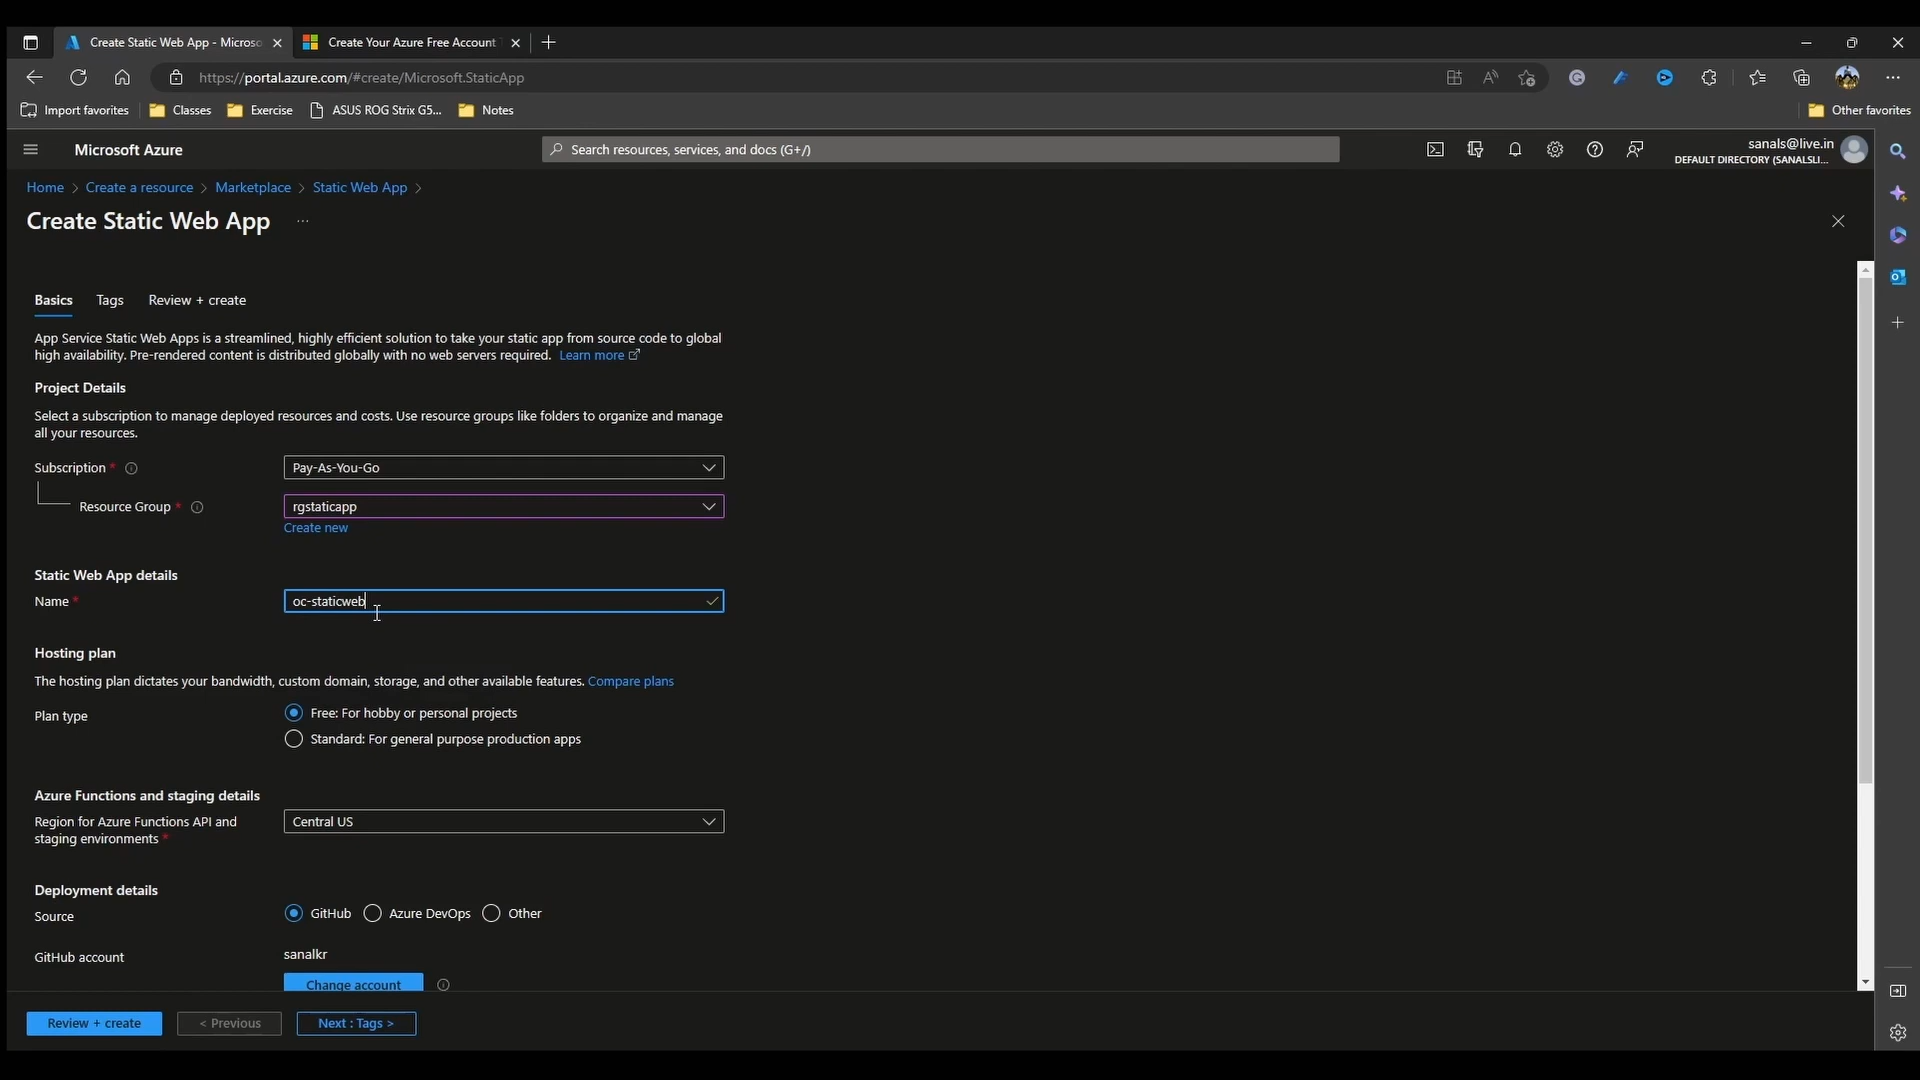 Create Static Web App - Microso
Create Your Azure Free Account
https://portal.azure.com/#create/Microsoft.StaticApp
Import favorites
Classes
Exercise
ASUS ROG Strix G5...
Notes
Other favorites
Microsoft Azure
Search resources, services, and docs (G+/)
sanals@live.in
DEFAULT DIRECTORY (SANALSLI...
Home > Create a resource > Marketplace > Static Web App >
Create Static Web App ...
Basics Tags Review + create
App Service Static Web Apps is a streamlined, highly efficient solution to take your static app from source code to global
high availability. Pre-rendered content is distributed globally with no web servers required. Learn more
Project Details
Select a subscription to manage deployed resources and costs. Use resource groups like folders to organize and manage
all your resources.
Subscription * Pay-As-You-Go
Resource Group * rgstaticapp
Create new
Static Web App details
Name * oc-staticweb
Hosting plan
The hosting plan dictates your bandwidth, custom domain, storage, and other available features. Compare plans
Plan type
Free: For hobby or personal projects
Standard: For general purpose production apps
Azure Functions and staging details
Region for Azure Functions API and
staging environments *
Central US
Deployment details
Source
GitHub Azure DevOps Other
GitHub account
sanalkr
Change account
Review + create
< Previous
Next : Tags >